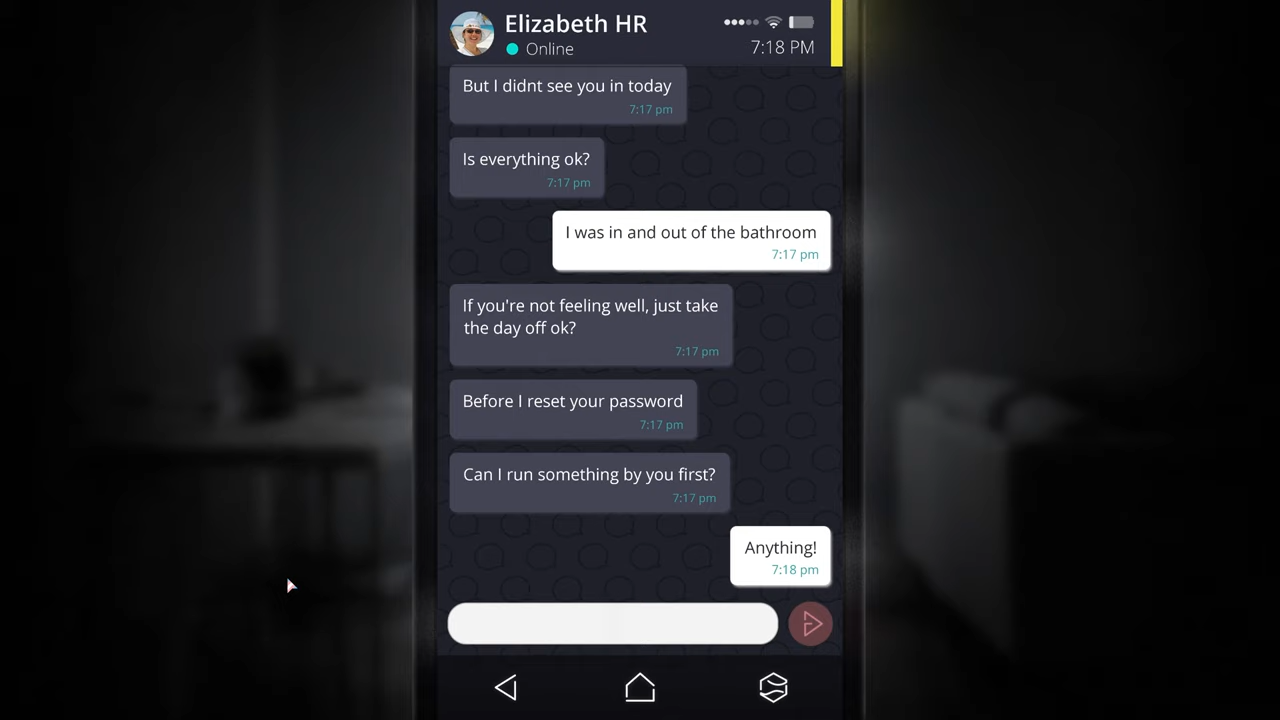 Elizabeth HR
Online
7:18 PM
But I didnt see you in today
7:17 pm
Is everything ok?
7:17 pm
I was in and out of the bathroom
7:17 pm
If you're not feeling well, just take
the day off ok?
7:17 pm
Before I reset your password
7:17 pm
Can I run something by you first?
7:17 pm
Anything!
7:18 pm